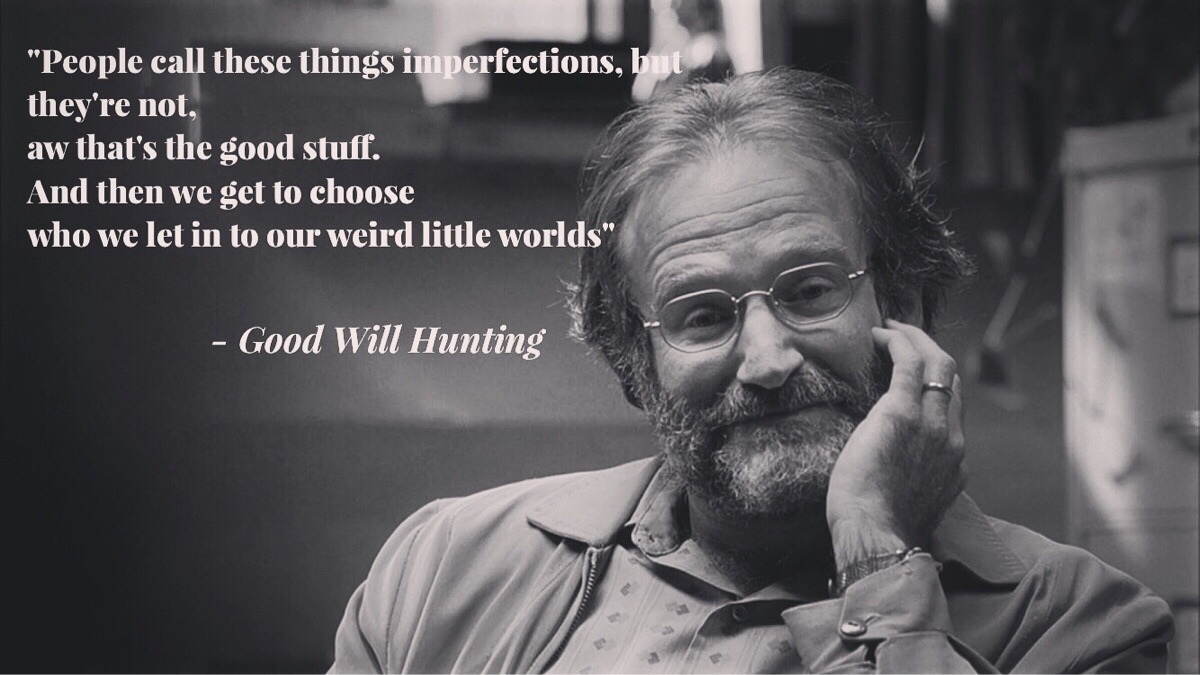 "People call these things imperfections, but
they're not,
aw that's the good stuff.
And then we get to choose
who we let in to our weird little worlds"
- Good Will Hunting